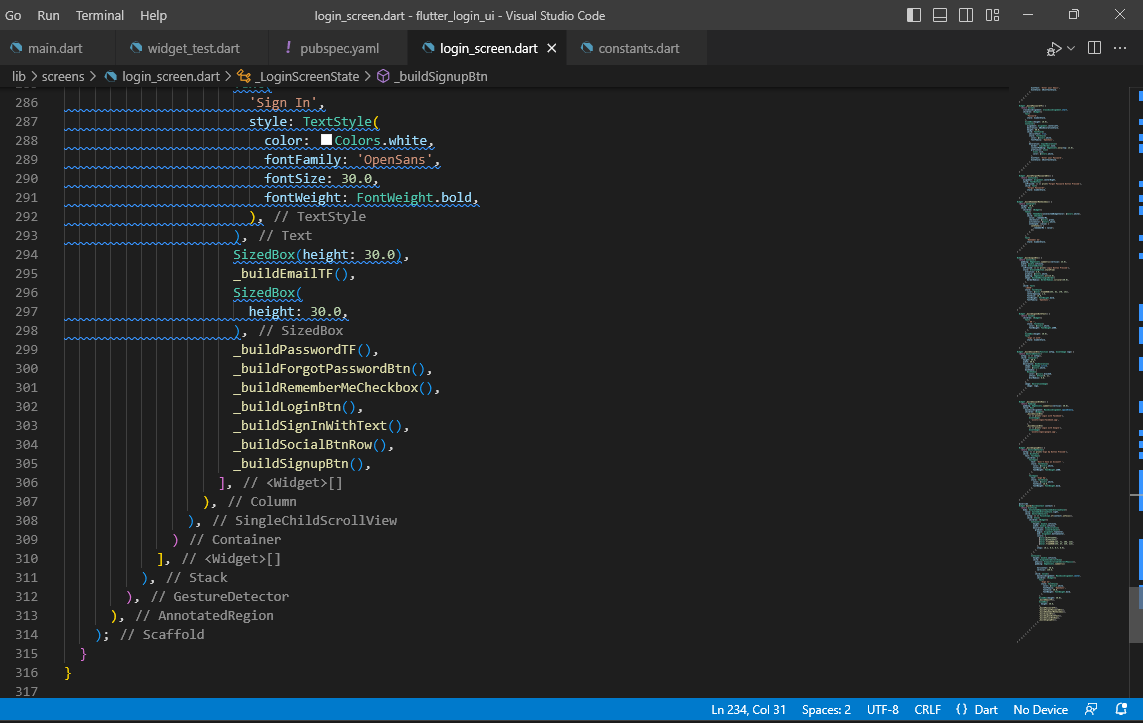 Go Run Terminal Help login_screen.dart - flutter_login_ui - Visual Studio Code
main.dart widget_test.dart ! pubspec.yaml login_screen.dart constants.dart
lib > screens > login_screen.dart > _LoginScreenState > _buildSignupBtn
286 'Sign In',
287 style: TextStyle(
288 color: Colors.white,
289 fontFamily: 'OpenSans',
290 fontSize: 30.0,
291 fontWeight: FontWeight.bold,
292 ), // TextStyle
293 ), // Text
294 SizedBox(height: 30.0),
295 _buildEmailTF(),
296 SizedBox(
297 height: 30.0,
298 ), // SizedBox
299 _buildPasswordTF(),
300 _buildForgotPasswordBtn(),
301 _buildRememberMeCheckbox(),
302 _buildLoginBtn(),
303 _buildSignInWithText(),
304 _buildSocialBtnRow(),
305 _buildSignupBtn(),
306 ], // <Widget>[]
307 ), // Column
308 ), // SingleChildScrollView
309 ) // Container
310 ], // <Widget>[]
311 ), // Stack
312 ), // GestureDetector
313 ), // AnnotatedRegion
314 ); // Scaffold
315 }
316 }
317
Ln 234, Col 31 Spaces: 2 UTF-8 CRLF {} Dart No Device